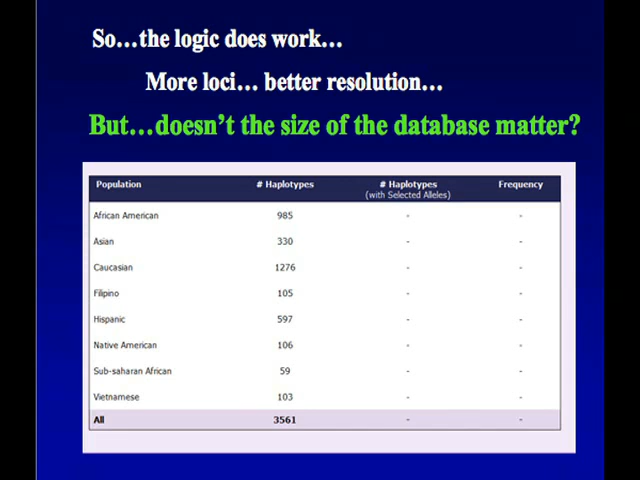 So…the logic does work…
More loci… better resolution…
But…doesn't the size of the database matter?
Population # Haplotypes # Haplotypes (with Selected Alleles) Frequency
African American 985 - -
Asian 330 - -
Caucasian 1276 - -
Filipino 105 - -
Hispanic 597 - -
Native American 106 - -
Sub-saharan African 59 - -
Vietnamese 103 - -
All 3561 - -